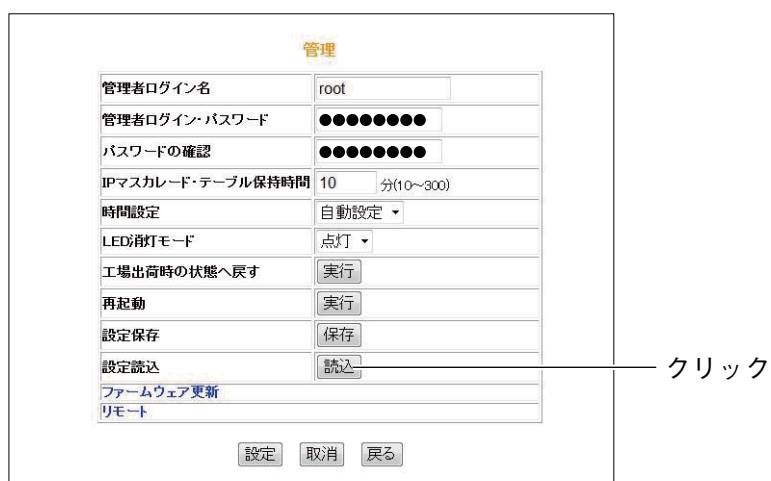 管理
管理者ログイン名 root
管理者ログイン・パスワード ●●●●●●●●
パスワードの確認 ●●●●●●●●
IPマスカレード・テーブル保持時間 10 分(10～300)
時間設定 自動設定
LED消灯モード 点灯
工場出荷時の状態へ戻す 実行
再起動 実行
設定保存 保存
設定読込 読込 クリック
ファームウェア更新
リモート
設定 取消 戻る